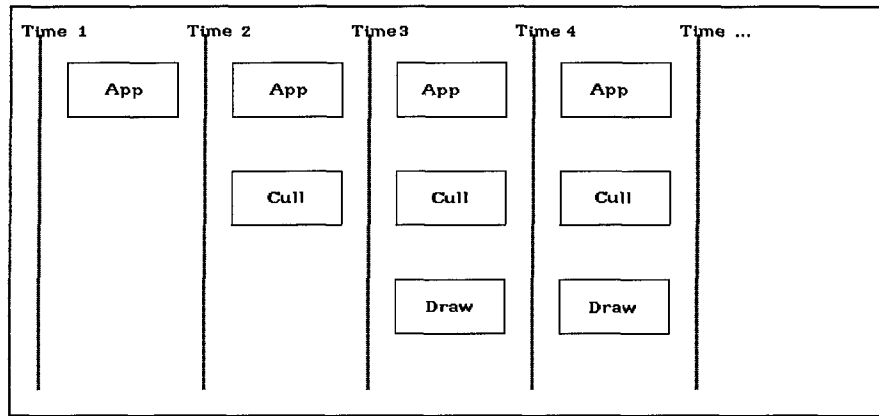 Time 1 Time 2 Time3 Time 4 Time ...
App App App App
Cull Cull Cull
Draw Draw